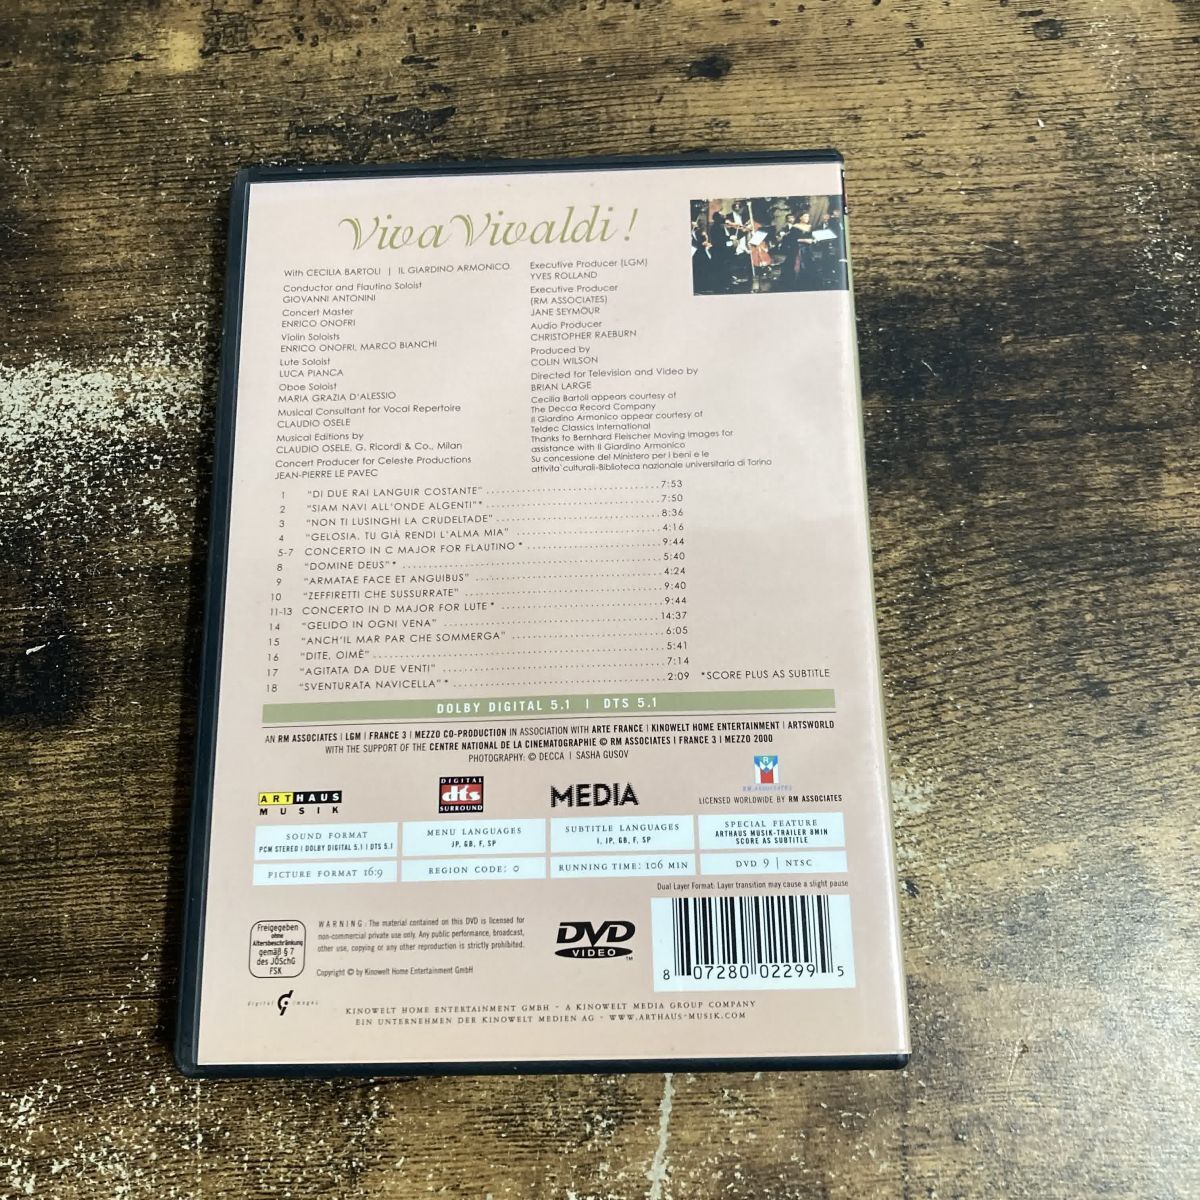 Viva Vivaldi!
With CECILIA BARTOLI | IL GIARDINO ARMONICO
Conductor and Flautino Soloist
GIOVANNI ANTONINI
Concert Master
ENRICO ONOFRI
Violin Soloists
ENRICO ONOFRI, MARCO BIANCHI
Lute Soloist
LUCA PIANCA
Oboe Soloist
MARIA GRAZIA D'ALESSIO
Musical Consultant for Vocal Repertoire
CLAUDIO OSELE
Musical Editions by
CLAUDIO OSELE, G. Ricordi & Co., Milan
Concert Producer for Celeste Productions
JEAN-PIERRE LE PAVEC
Executive Producer (LGM)
YVES ROLLAND
Executive Producer
(RM ASSOCIATES)
JANE SEYMOUR
Audio Producer
CHRISTOPHER RAEBURN
Produced by
COLIN WILSON
Directed for Television and Video by
BRIAN LARGE
Cecilia Bartoli appears courtesy of
The Decca Record Company
Il Giardino Armonico appear courtesy of
Teldec Classics International
Thanks to Bernhard Fleischer Moving Images for
assistance with Il Giardino Armonico
Su concessione del Ministero per i beni e le
attivita`culturali-Biblioteca nazionale universitaria di Torino
1 "DI DUE RAI LANGUIR COSTANTE" 7:53
2 "SIAM NAVI ALL'ONDE ALGENTI"* 7:50
3 "NON TI LUSINGHI LA CRUDELTADE" 8:36
4 "GELOSIA, TU GIÀ RENDI L'ALMA MIA" 4:16
5-7 CONCERTO IN C MAJOR FOR FLAUTINO * 9:44
8 "DOMINE DEUS"* 5:40
9 "ARMATAE FACE ET ANGUIBUS" 4:24
10 "ZEFFIRETTI CHE SUSSURRATE" 9:40
11-13 CONCERTO IN D MAJOR FOR LUTE * 9:44
14 "GELIDO IN OGNI VENA" 14:37
15 "ANCH'IL MAR PAR CHE SOMMERGA" 6:05
16 "DITE, OIMÈ" 5:41
17 "AGITATA DA DUE VENTI" 7:14
18 "SVENTURATA NAVICELLA"* 2:09 *SCORE PLUS AS SUBTITLE
DOLBY DIGITAL 5.1 | DTS 5.1
AN RM ASSOCIATES | LGM | FRANCE 3 | MEZZO CO-PRODUCTION IN ASSOCIATION WITH ARTE FRANCE | KINOWELT HOME ENTERTAINMENT | ARTSWORLD
WITH THE SUPPORT OF THE CENTRE NATIONAL DE LA CINEMATOGRAPHIE © RM ASSOCIATES | FRANCE 3 | MEZZO 2000
PHOTOGRAPHY: © DECCA | SASHA GUSOV
ARTHAUS
MUSIK
DIGITAL
dts
SURROUND
MEDIA
R
M
RM ASSOCIATES
LICENSED WORLDWIDE BY RM ASSOCIATES
SOUND FORMAT
PCM STEREO | DOLBY DIGITAL 5.1 | DTS 5.1
MENU LANGUAGES
JP, GB, F, SP
SUBTITLE LANGUAGES
I, JP, GB, F, SP
SPECIAL FEATURE
ARTHAUS MUSIK-TRAILER 8MIN
SCORE AS SUBTITLE
PICTURE FORMAT 16:9
REGION CODE: 0
RUNNING TIME: 106 MIN
DVD 9 | NTSC
Dual Layer Format: Layer transition may cause a slight pause
Freigegeben
ohne
Altersbeschränkung
gemäß § 7
des JÖSchG
FSK
WARNING: The material contained on this DVD is licensed for
non-commercial private use only. Any public performance, broadcast,
other use, copying or any other reproduction is strictly prohibited.
Copyright © by Kinowelt Home Entertainment GmbH
DVD
VIDEO
TM
8 07280 02299 5
digital images
KINOWELT HOME ENTERTAINMENT GMBH - A KINOWELT MEDIA GROUP COMPANY
EIN UNTERNEHMEN DER KINOWELT MEDIEN AG - WWW.ARTHAUS-MUSIK.COM